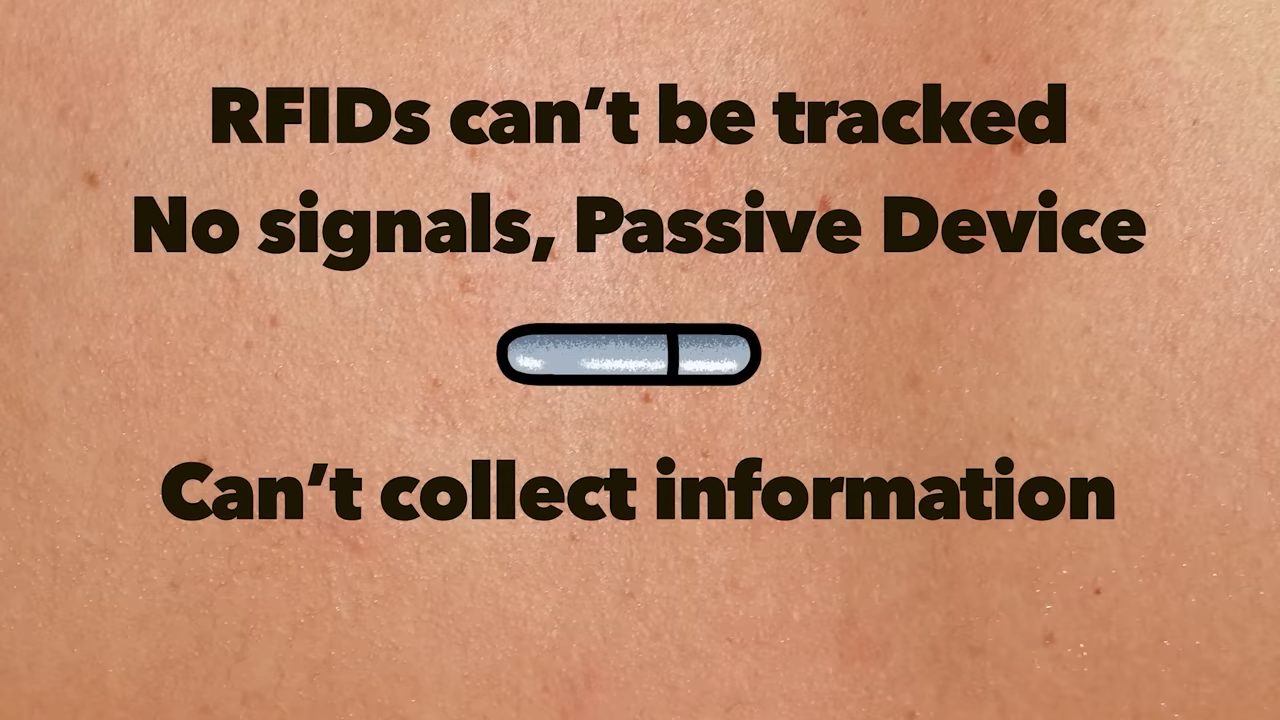 RFIDs can’t be tracked
No signals, Passive Device
Can’t collect information